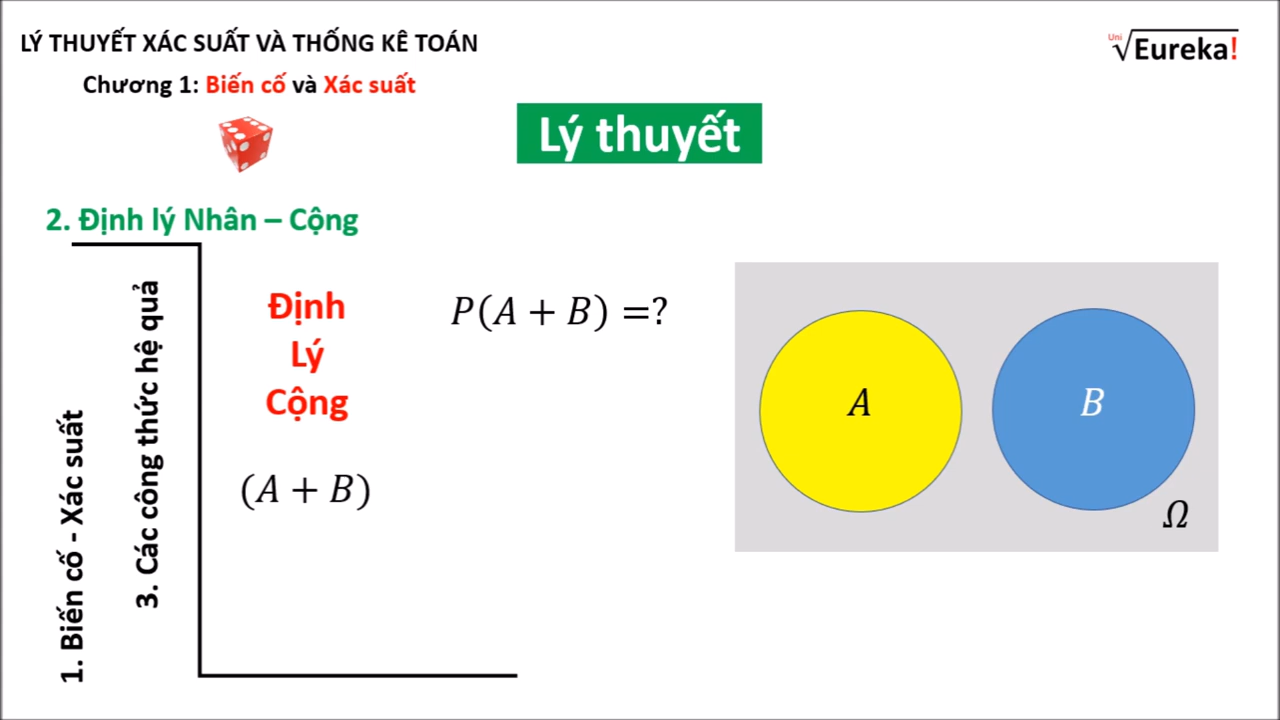 LÝ THUYẾT XÁC SUẤT VÀ THỐNG KÊ TOÁN
Chương 1: Biến cố và Xác suất
Uni
√Eureka!
Lý thuyết
2. Định lý Nhân – Cộng
1. Biến cố - Xác suất
3. Các công thức hệ quả
Định
Lý
Cộng
(A + B)
P(A + B) =?
A
B
Ω